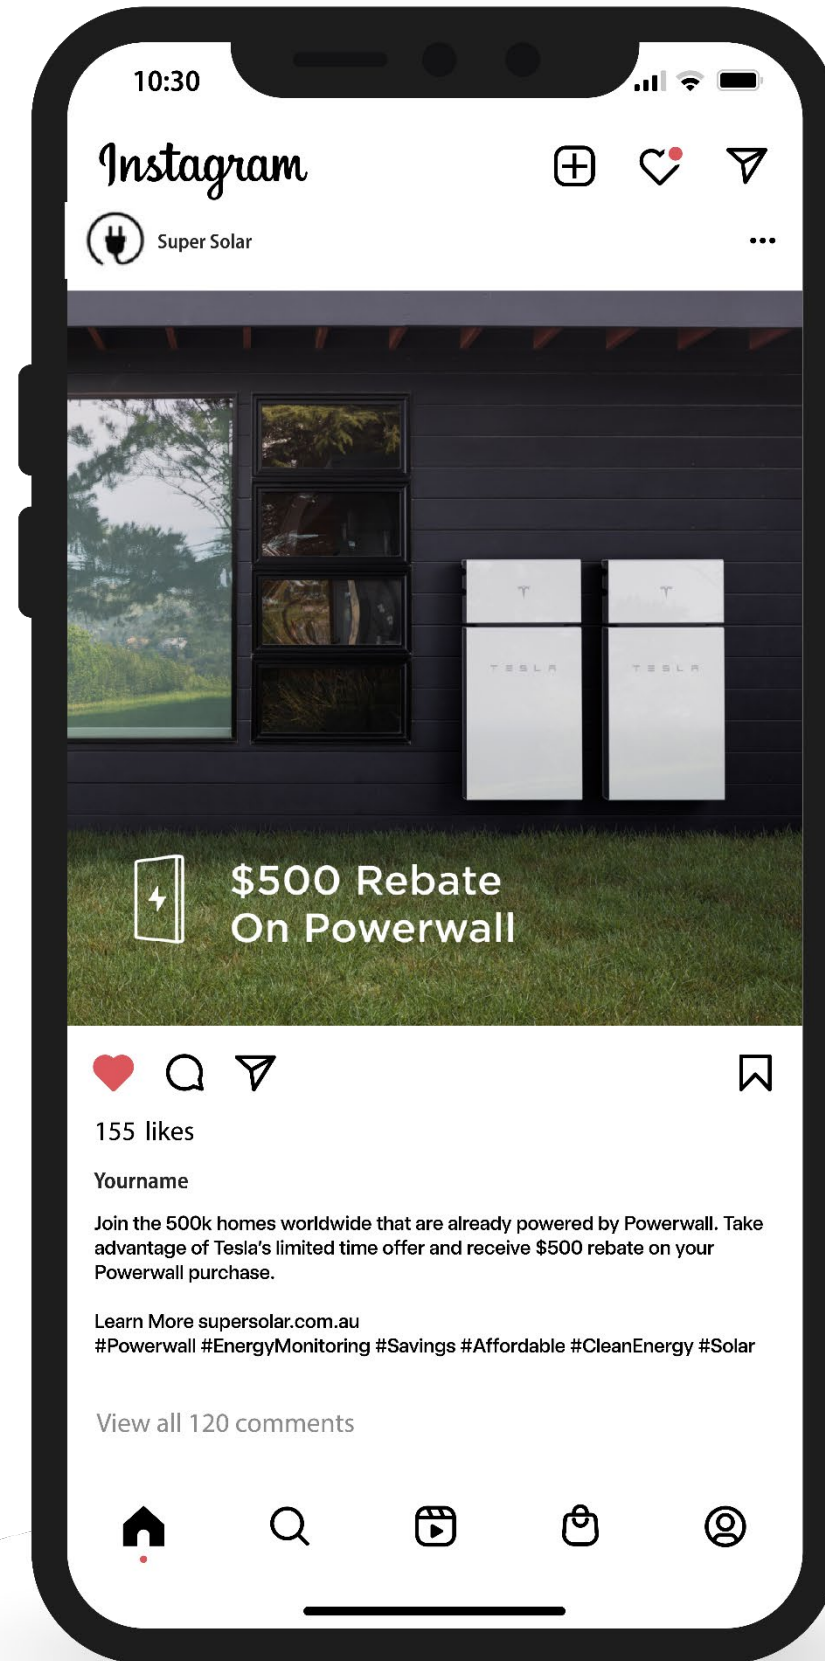 10:30
Instagram
Super Solar
TESLA TESLA
$500 Rebate
On Powerwall
155 likes
Yourname
Join the 500k homes worldwide that are already powered by Powerwall. Take
advantage of Tesla's limited time offer and receive $500 rebate on your
Powerwall purchase.
Learn More supersolar.com.au
#Powerwall #EnergyMonitoring #Savings #Affordable #CleanEnergy #Solar
View all 120 comments